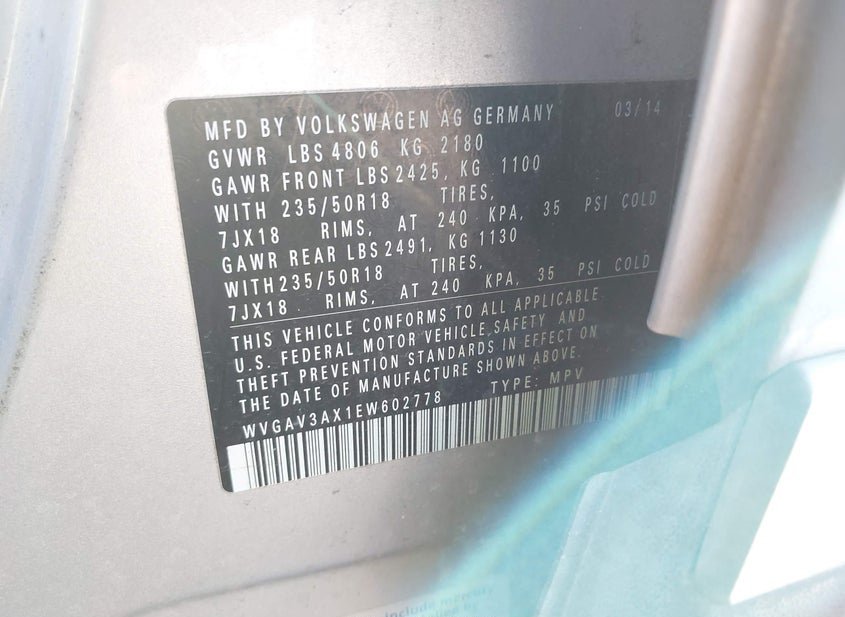 MFD BY VOLKSWAGEN AG GERMANY 03/14
GVWR LBS 4806 KG 2180
GAWR FRONT LBS 2425, KG 1100
WITH 235/50R18 TIRES,
7JX18 RIMS, AT 240 KPA, 35 PSI COLD
GAWR REAR LBS 2491, KG 1130
WITH235/50R18 TIRES,
7JX18 RIMS, AT 240 KPA, 35 PSI COLD
THIS VEHICLE CONFORMS TO ALL APPLICABLE
U.S. FEDERAL MOTOR VEHICLE SAFETY AND
THEFT PREVENTION STANDARDS IN EFFECT ON
THE DATE OF MANUFACTURE SHOWN ABOVE.
WVGAV3AX1EW602778 TYPE: MPV
include mercury